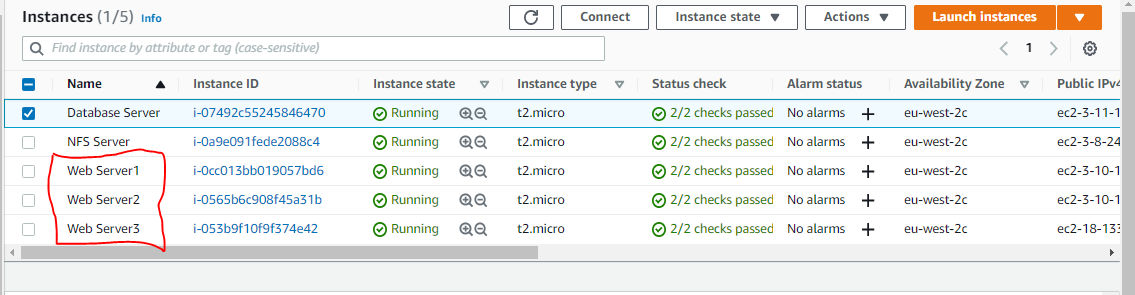 Instances (1/5) Info Connect Instance state Actions Launch instances
Find instance by attribute or tag (case-sensitive) 1
Name Instance ID Instance state Instance type Status check Alarm status Availability Zone Public IPv4
Database Server i-07492c55245846470 Running t2.micro 2/2 checks passed No alarms eu-west-2c ec2-3-11-1
NFS Server i-0a9e091fede2088c4 Running t2.micro 2/2 checks passed No alarms eu-west-2c ec2-3-8-24
Web Server1 i-0cc013bb019057bd6 Running t2.micro 2/2 checks passed No alarms eu-west-2c ec2-3-10-1
Web Server2 i-0565b6c908f45a31b Running t2.micro 2/2 checks passed No alarms eu-west-2c ec2-3-10-1
Web Server3 i-053b9f10f9f374e42 Running t2.micro 2/2 checks passed No alarms eu-west-2c ec2-18-133